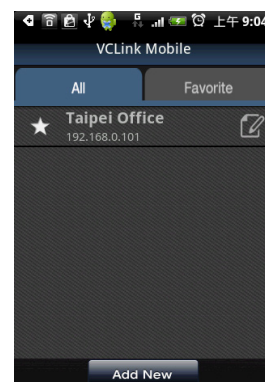 G 上午 9:04
VCLink Mobile
All Favorite
Taipei Office
192.168.0.101
Add New